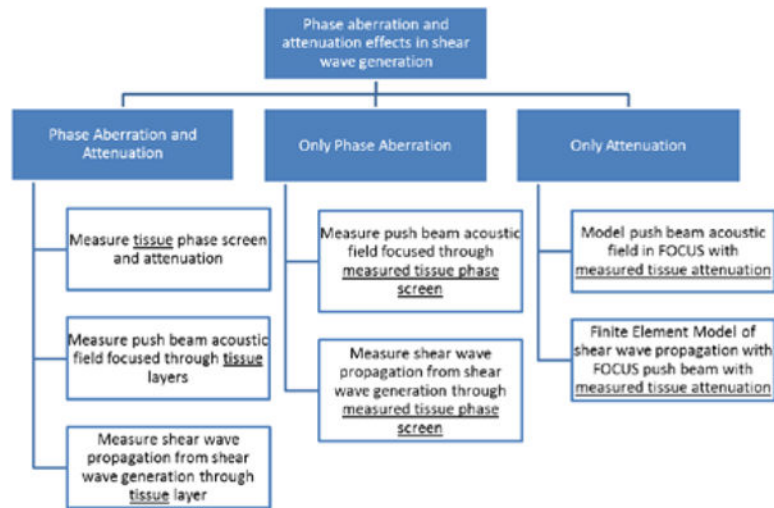 Phase aberration and
attenuation effects in shear
wave generation
Phase Aberration and
Attenuation
Only Phase Aberration
Only Attenuation
Measure tissue phase screen
and attenuation
Measure push beam acoustic
field focused through tissue
layers
Measure shear wave
propagation from shear
wave generation through
tissue layer
Measure push beam acoustic
field focused through
measured tissue phase
screen
Measure shear wave
propagation from shear
wave generation through
measured tissue phase
screen
Model push beam acoustic
field in FOCUS with
measured tissue attenuation
Finite Element Model of
shear wave propagation with
FOCUS push beam with
measured tissue attenuation